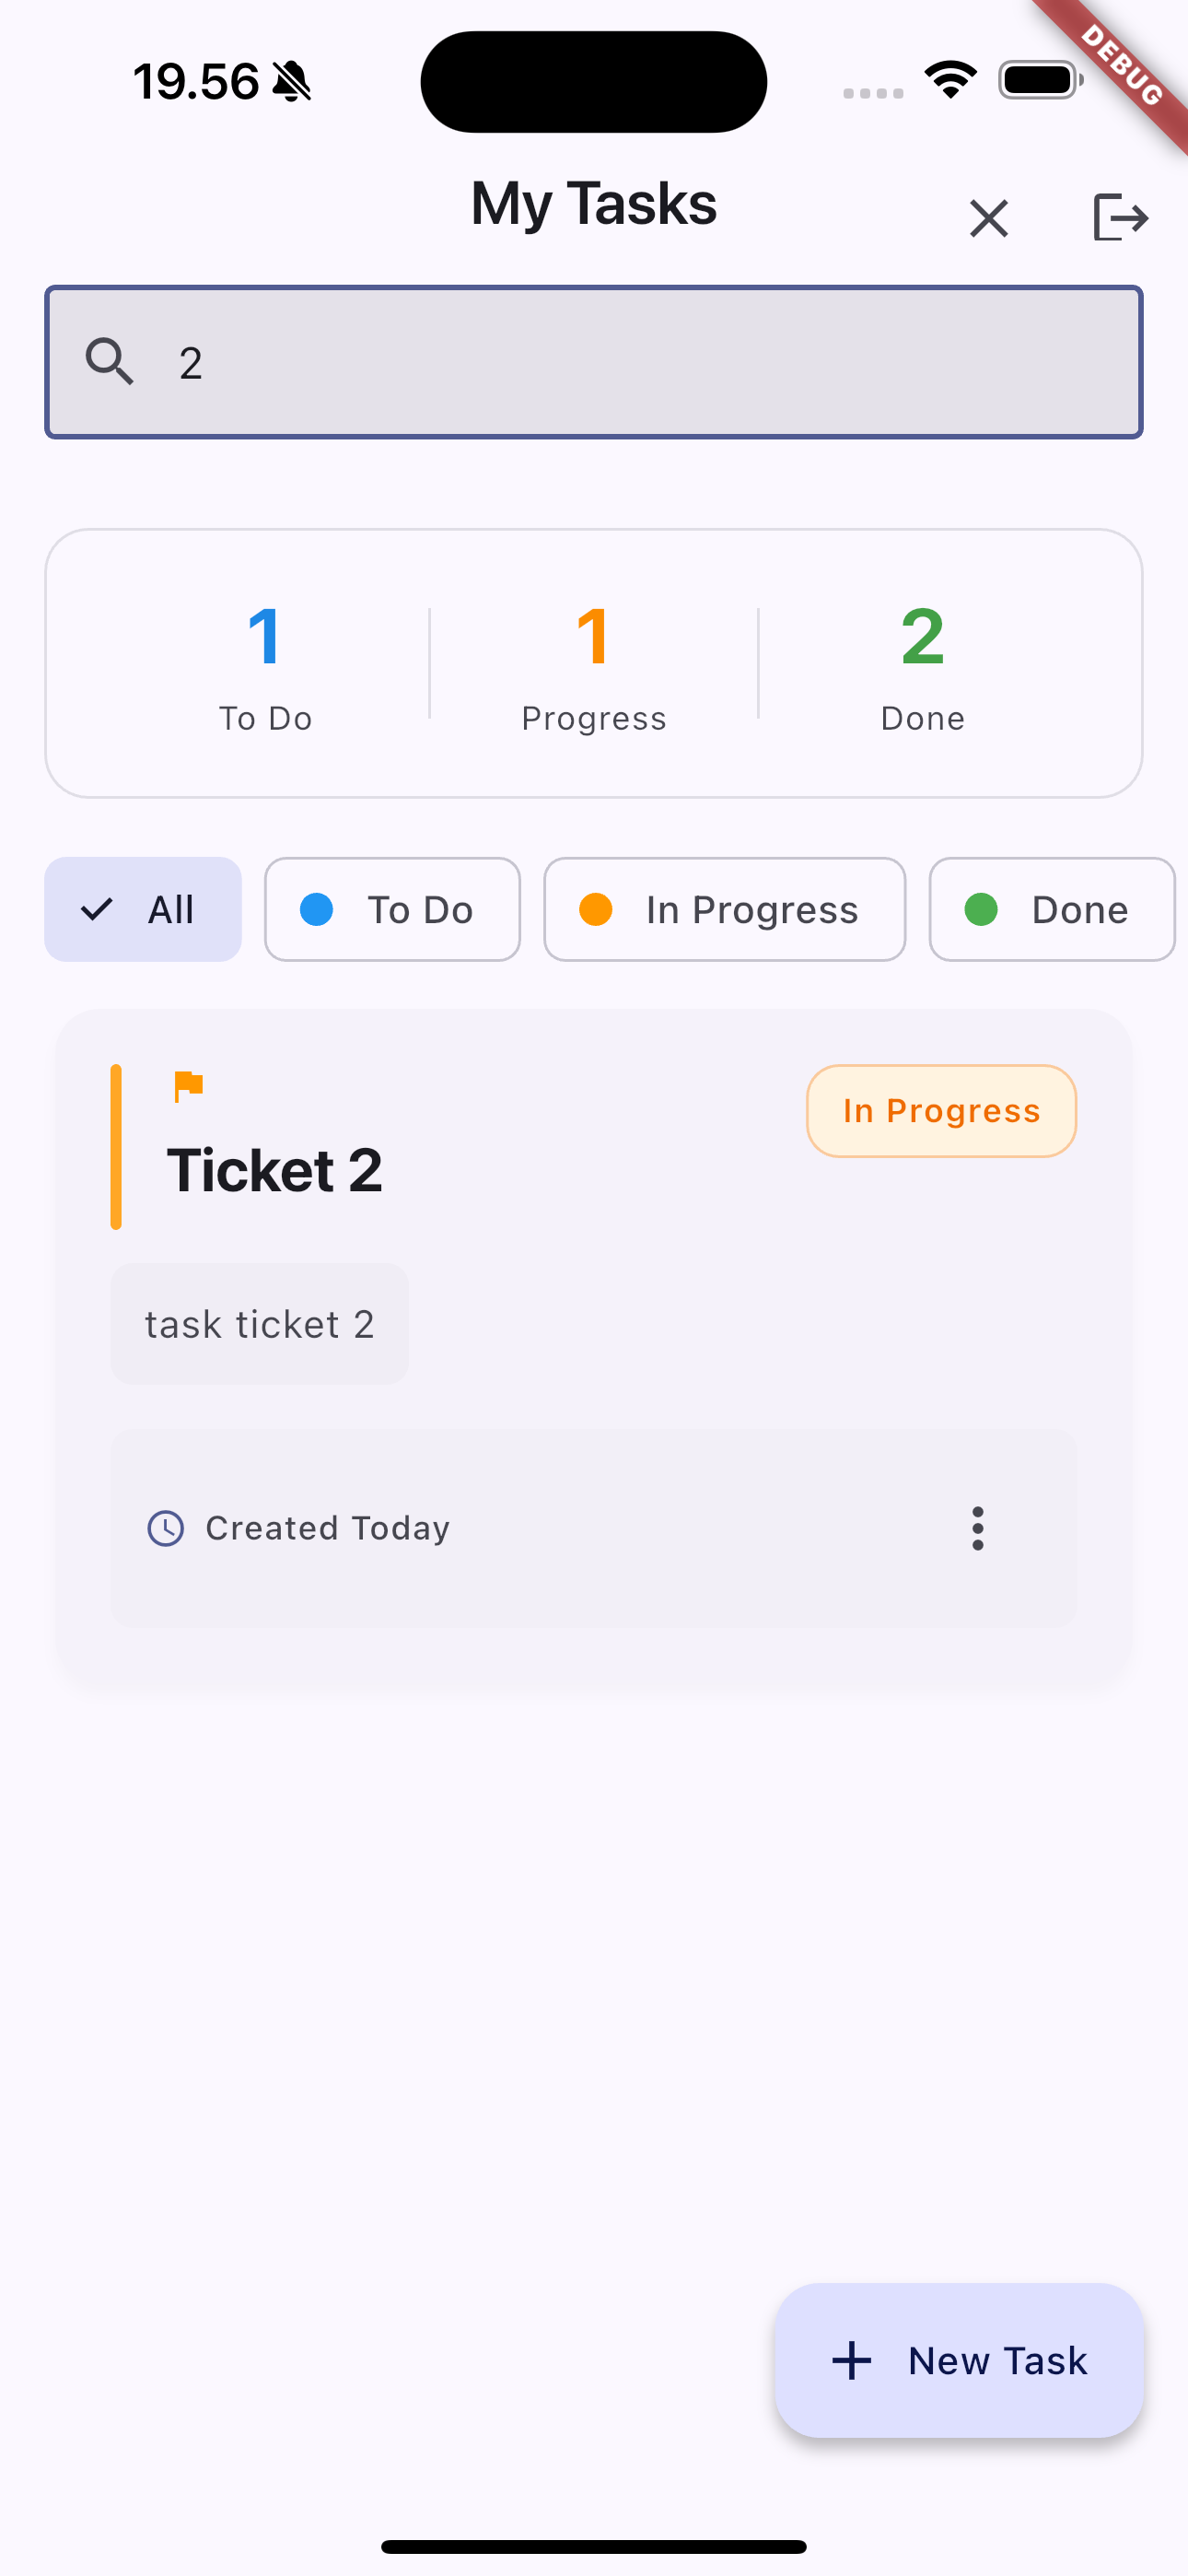 19.56
DEBUG
My Tasks
2
1 1 2
To Do Progress Done
All To Do In Progress Done
In Progress
Ticket 2
task ticket 2
Created Today
New Task